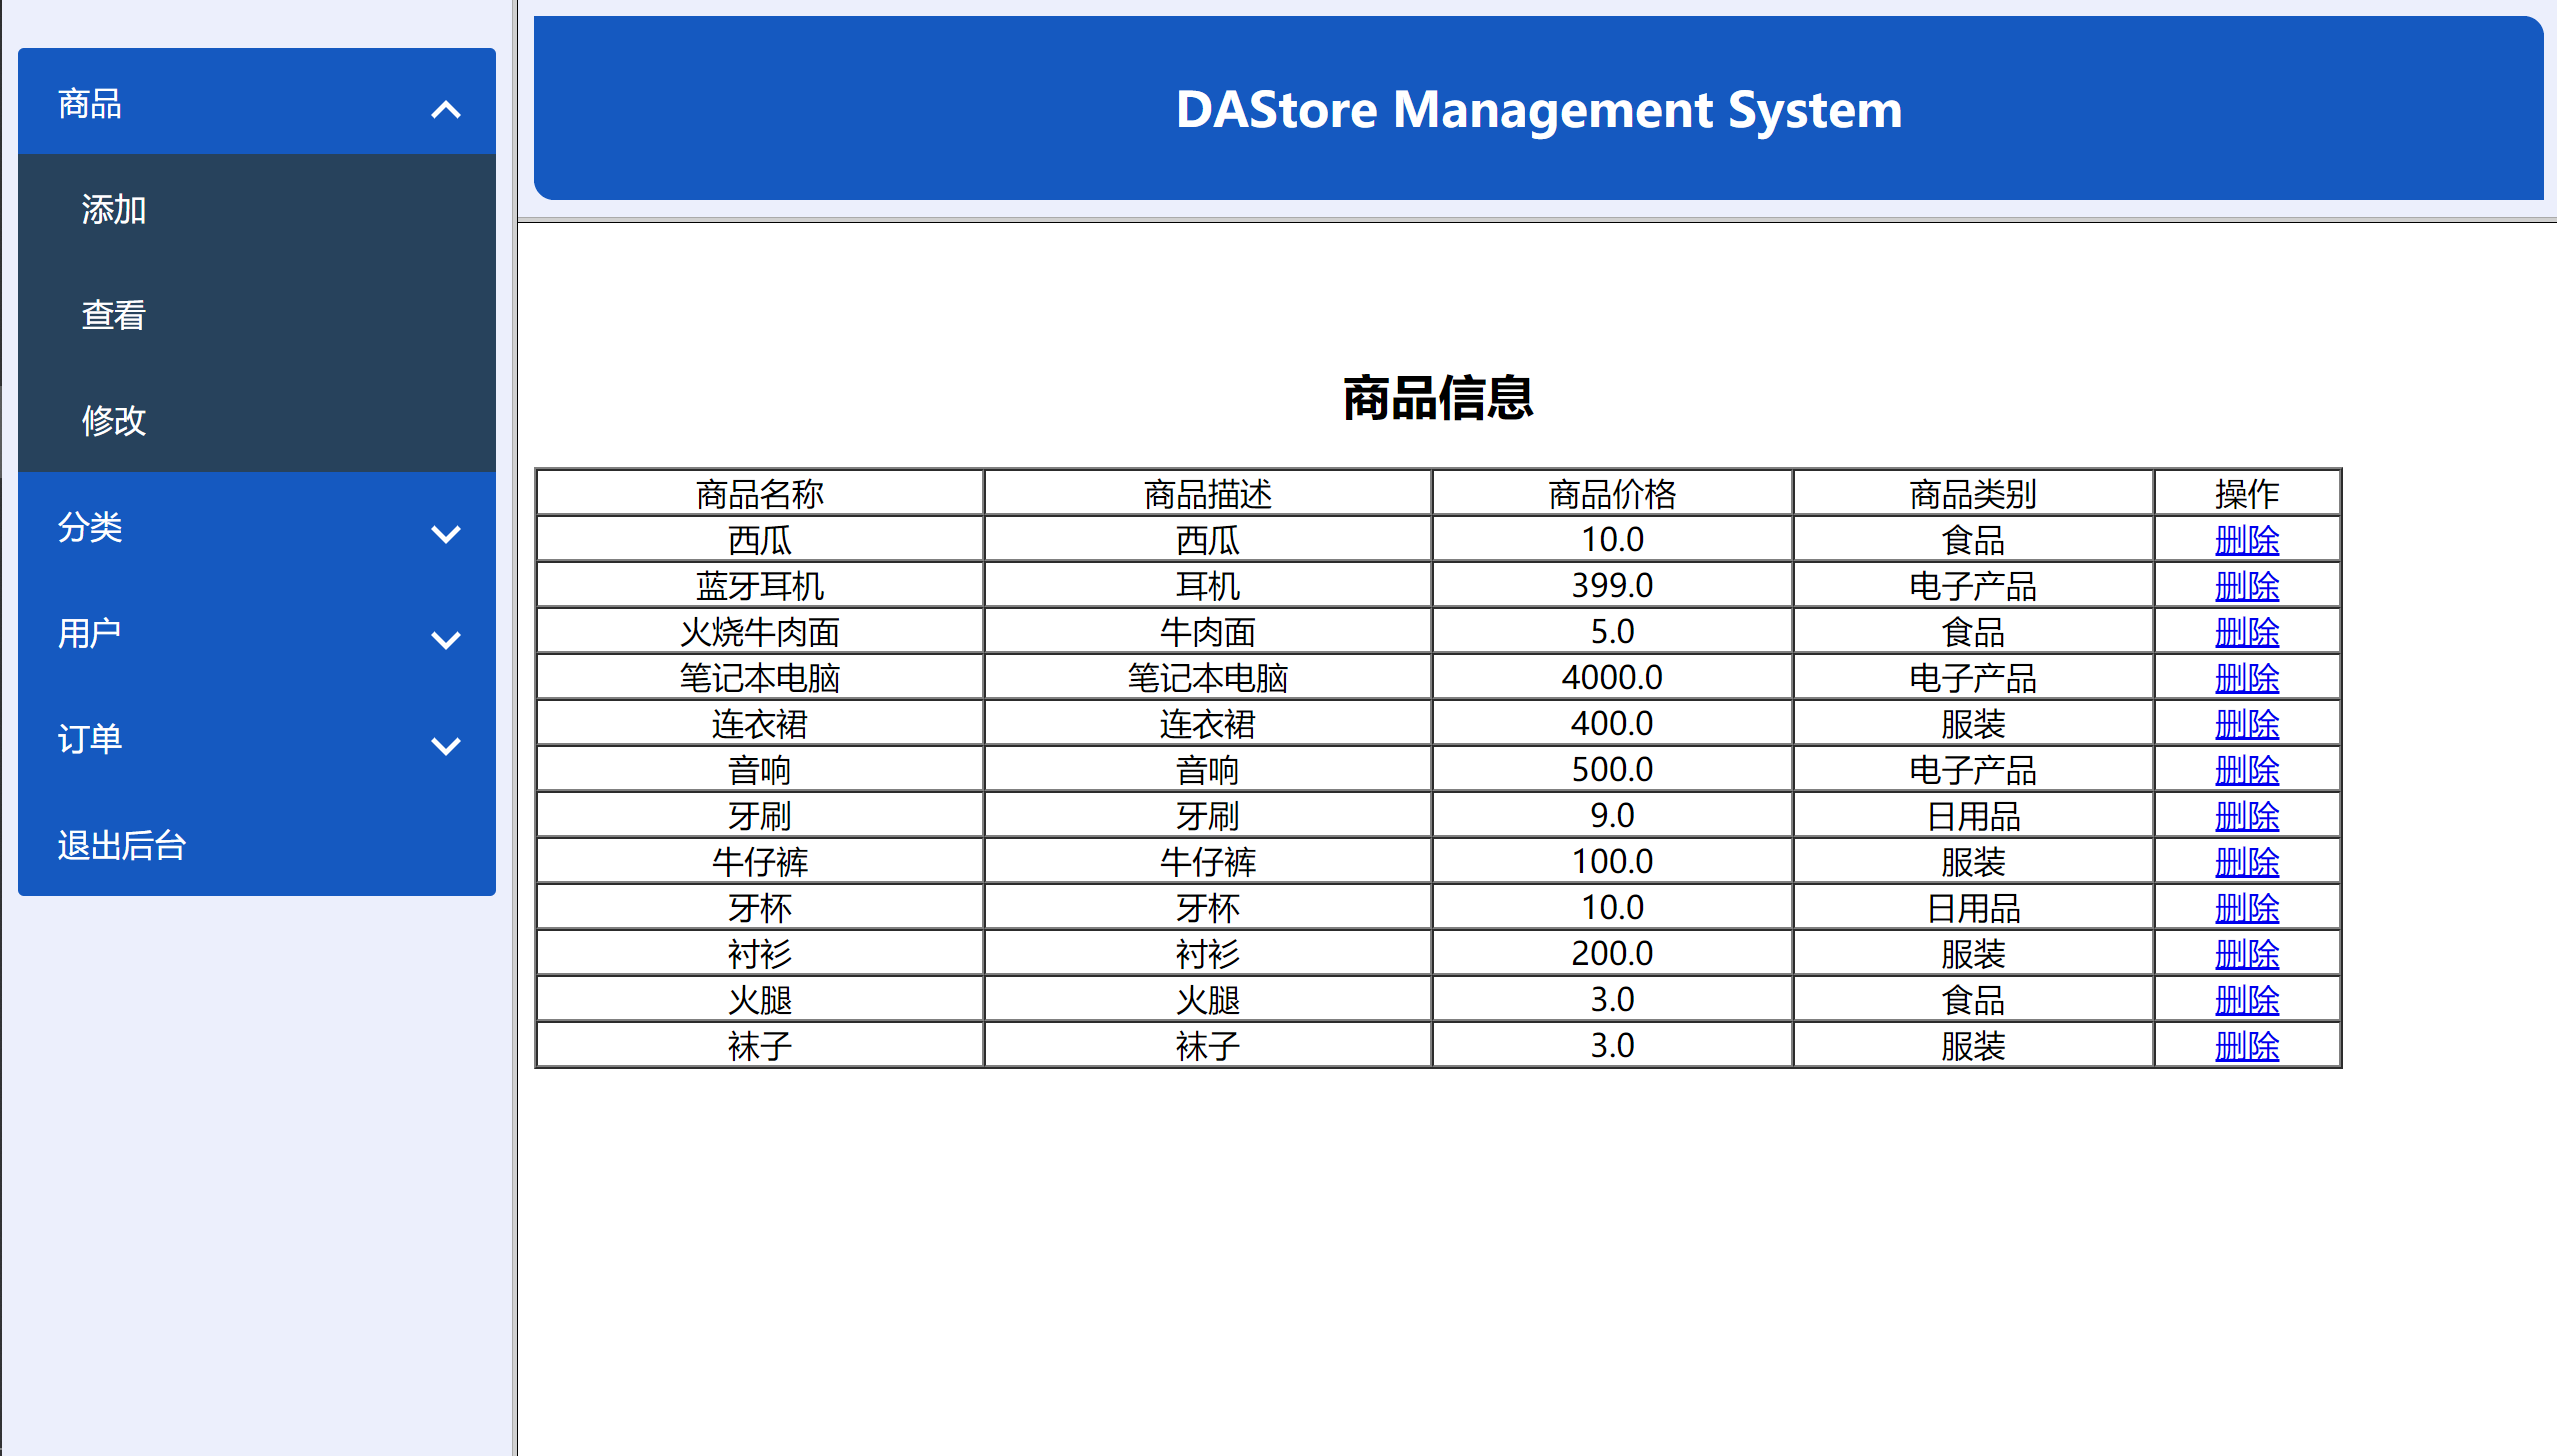 商品
添加
查看
修改
分类
用户
订单
退出后台
DAStore Management System
商品信息
商品名称 商品描述 商品价格 商品类别 操作
西瓜 西瓜 10.0 食品 删除
蓝牙耳机 耳机 399.0 电子产品 删除
火烧牛肉面 牛肉面 5.0 食品 删除
笔记本电脑 笔记本电脑 4000.0 电子产品 删除
连衣裙 连衣裙 400.0 服装 删除
音响 音响 500.0 电子产品 删除
牙刷 牙刷 9.0 日用品 删除
牛仔裤 牛仔裤 100.0 服装 删除
牙杯 牙杯 10.0 日用品 删除
衬衫 衬衫 200.0 服装 删除
火腿 火腿 3.0 食品 删除
袜子 袜子 3.0 服装 删除